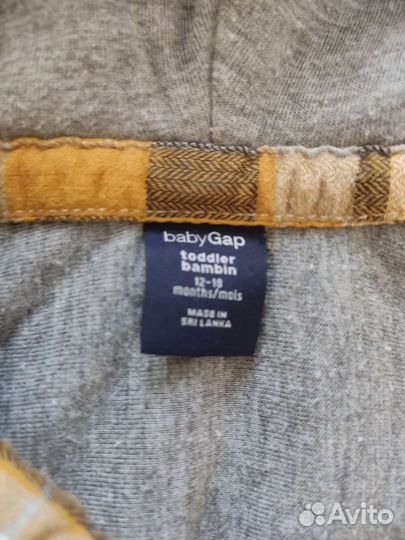 babyGap
toddler
bambin
12-18
months/mois
MADE IN
SRI LANKA
Avito